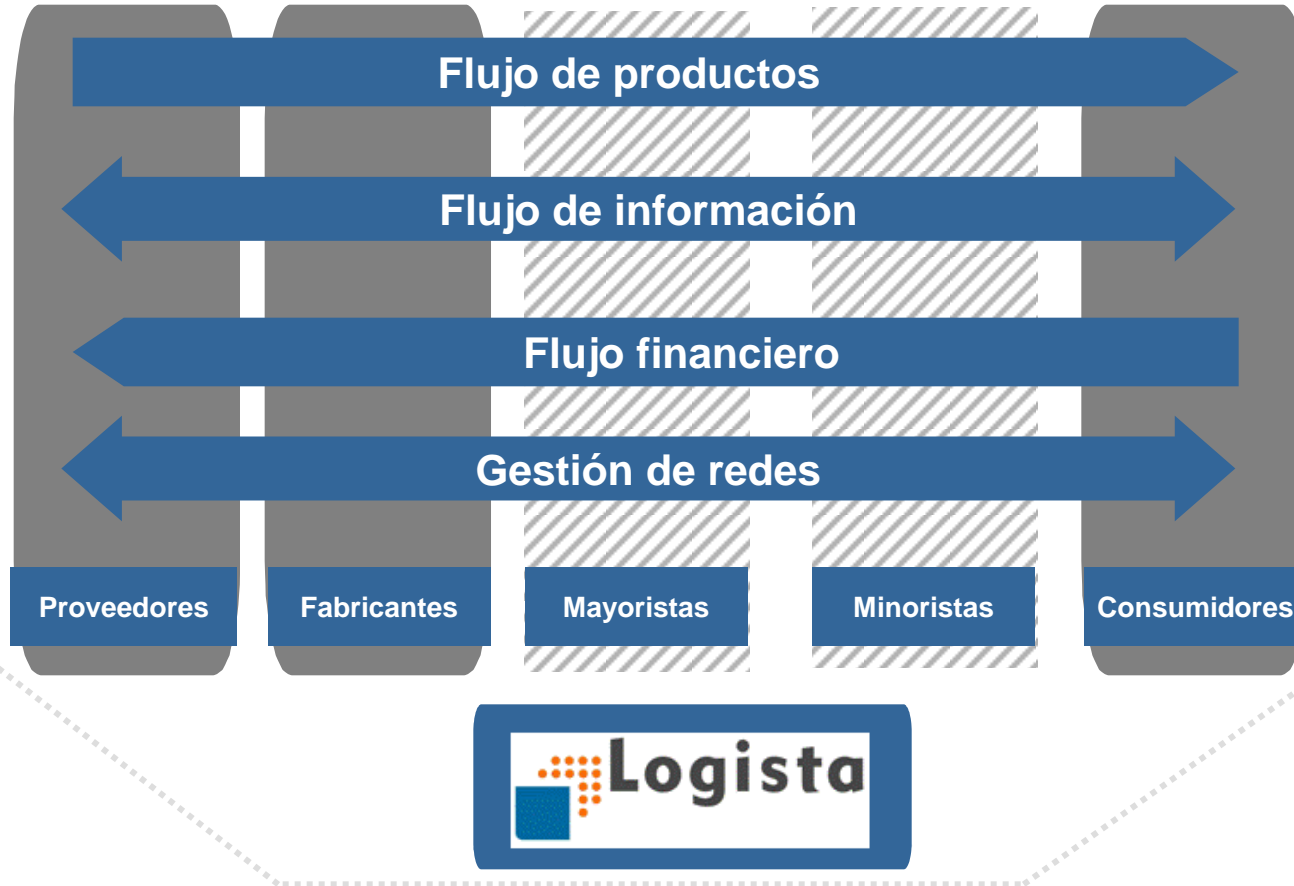 Flujo de productos
Flujo de información
Flujo financiero
Gestión de redes
Proveedores
Fabricantes
Mayoristas
Minoristas
Consumidores
Logista